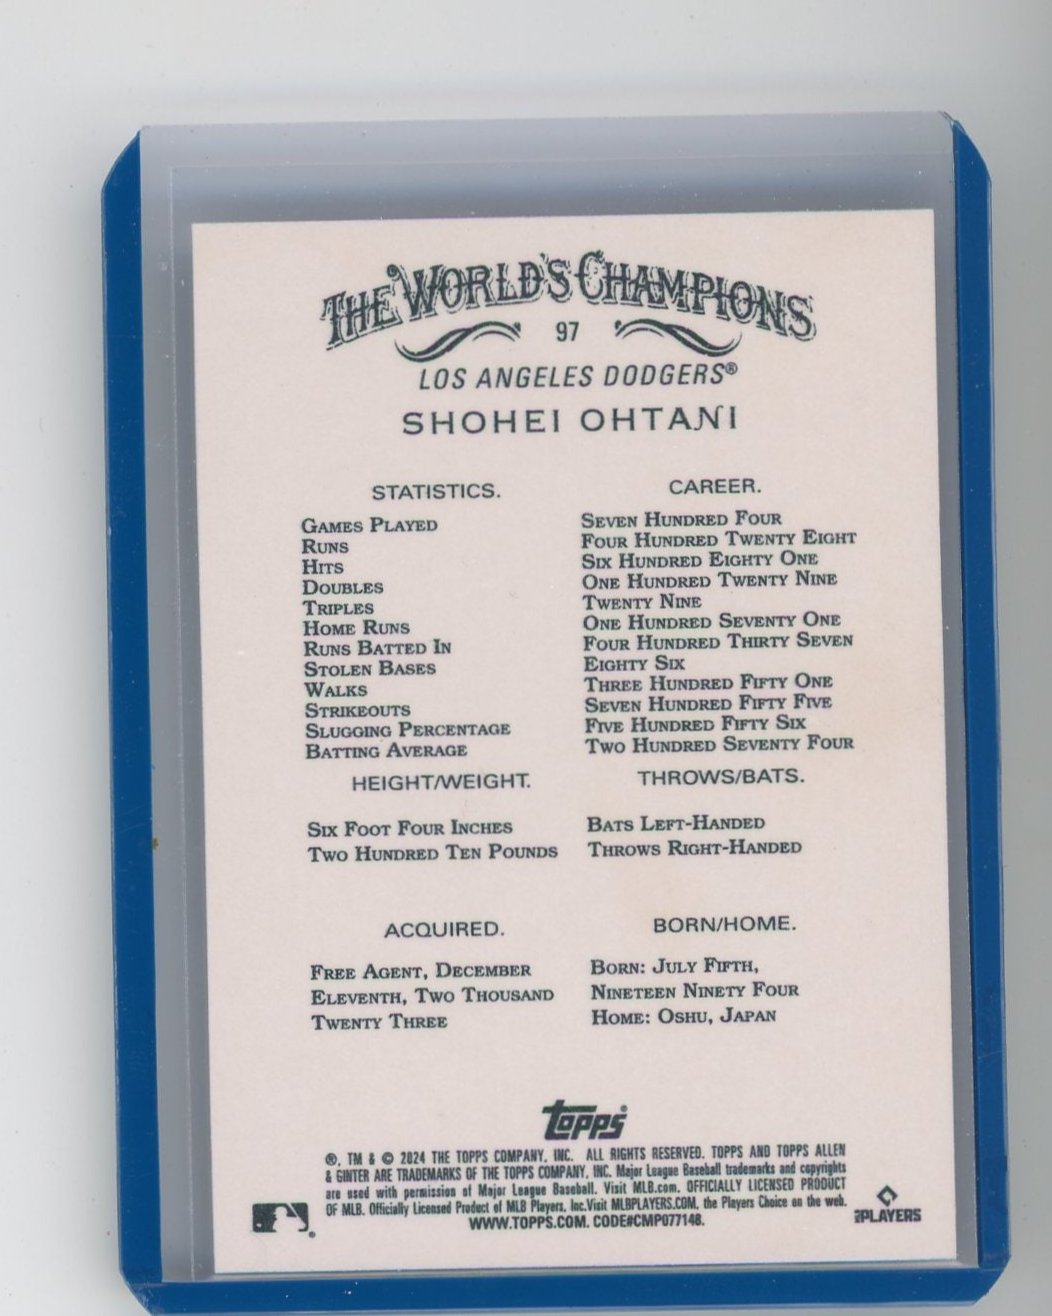 THE WORLD'S CHAMPIONS
97
LOS ANGELES DODGERS®
SHOHEI OHTANI
STATISTICS. CAREER.
GAMES PLAYED SEVEN HUNDRED FOUR
RUNS FOUR HUNDRED TWENTY EIGHT
HITS SIX HUNDRED EIGHTY ONE
DOUBLES ONE HUNDRED TWENTY NINE
TRIPLES TWENTY NINE
HOME RUNS ONE HUNDRED SEVENTY ONE
RUNS BATTED IN FOUR HUNDRED THIRTY SEVEN
STOLEN BASES EIGHTY SIX
WALKS THREE HUNDRED FIFTY ONE
STRIKEOUTS SEVEN HUNDRED FIFTY FIVE
SLUGGING PERCENTAGE FIVE HUNDRED FIFTY SIX
BATTING AVERAGE TWO HUNDRED SEVENTY FOUR
HEIGHT/WEIGHT. THROWS/BATS.
SIX FOOT FOUR INCHES BATS LEFT-HANDED
TWO HUNDRED TEN POUNDS THROWS RIGHT-HANDED
ACQUIRED. BORN/HOME.
FREE AGENT, DECEMBER BORN: JULY FIFTH,
ELEVENTH, TWO THOUSAND NINETEEN NINETY FOUR
TWENTY THREE HOME: OSHU, JAPAN
topps
®, TM & © 2024 THE TOPPS COMPANY, INC. ALL RIGHTS RESERVED. TOPPS AND TOPPS ALLEN
& GINTER ARE TRADEMARKS OF THE TOPPS COMPANY, INC. Major League Baseball trademarks and copyrights
are used with permission of Major League Baseball. Visit MLB.com. OFFICIALLY LICENSED PRODUCT
OF MLB. Officially Licensed Product of MLB Players, Inc. Visit MLBPLAYERS.COM, the Players Choice on the web.
WWW.TOPPS.COM. CODE#CMP077148.
PLAYERS